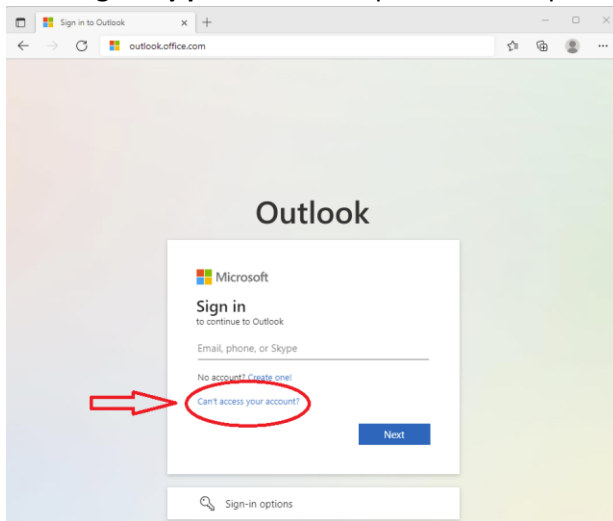 Sign in to Outlook
outlook.office.com
Outlook
Microsoft
Sign in
to continue to Outlook
Email, phone, or Skype
No account? Create one!
Can't access your account?
Next
Sign-in options